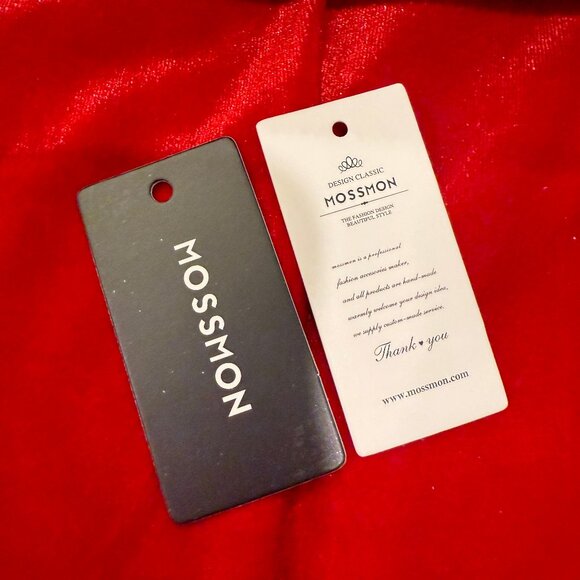 MOSSMON
DESIGN CLASSIC
MOSSMON
THE FASHION DESIGN
BEAUTIFUL STYLE
mossmon is a professional
fashion accesories maker,
and all products are hand-made
warmly welcome your design idea,
we supply custom-made service.
Thank ♥ you
www.mossmon.com